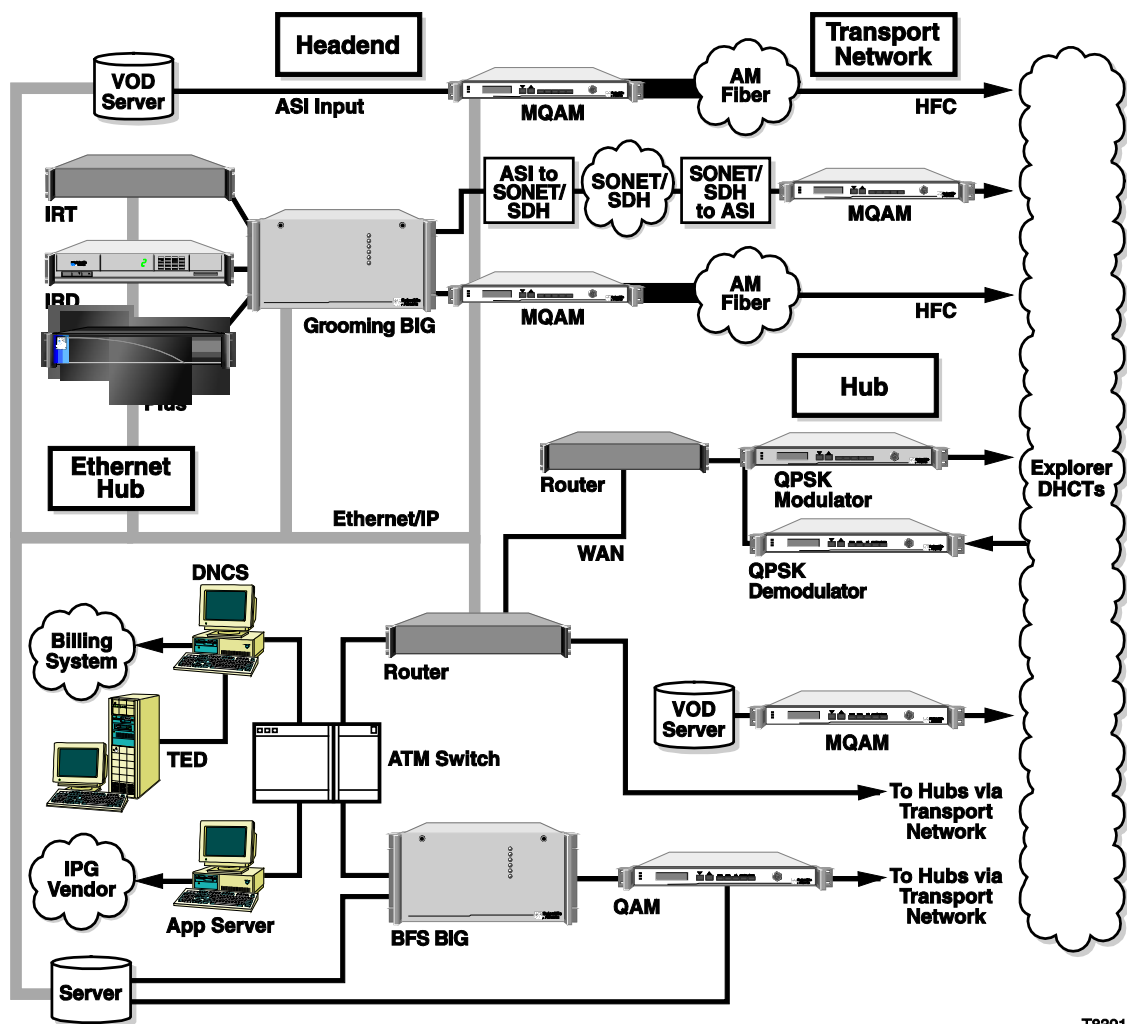 Headend
Transport
Network
VOD
Server
ASI Input
MQAM
AM
Fiber
HFC
IRT
ASI to
SONET/
SDH
SONET/
SDH
SONET/
SDH
to ASI
MQAM
IRD
2
Grooming BIG
MQAM
AM
Fiber
HFC
Plus
Hub
Ethernet
Hub
Router
QPSK
Modulator
Explorer
DHCTs
Ethernet/IP
WAN
QPSK
Demodulator
DNCS
Billing
System
Router
VOD
Server
MQAM
TED
ATM Switch
To Hubs via
Transport
Network
IPG
Vendor
App Server
BFS BIG
QAM
To Hubs via
Transport
Network
Server